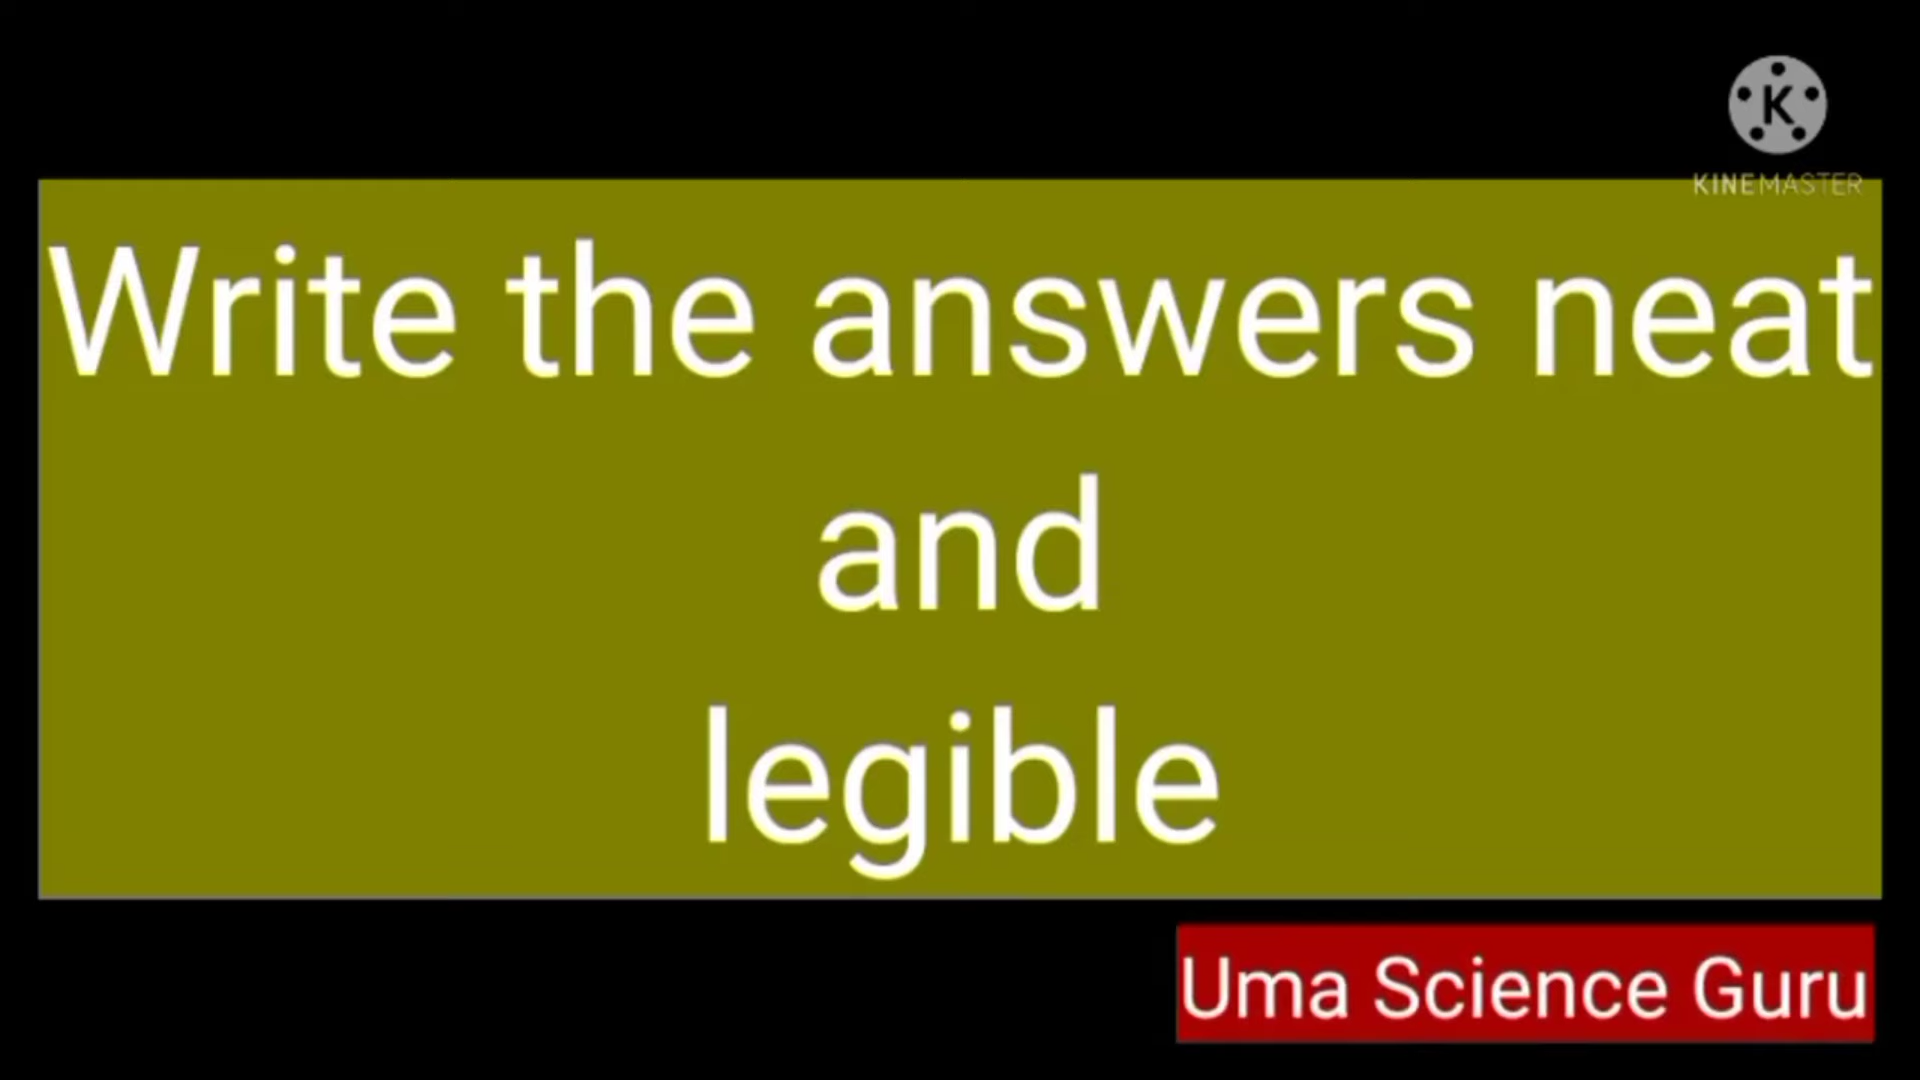 K
KINEMASTER
Write the answers neat
and
legible
Uma Science Guru